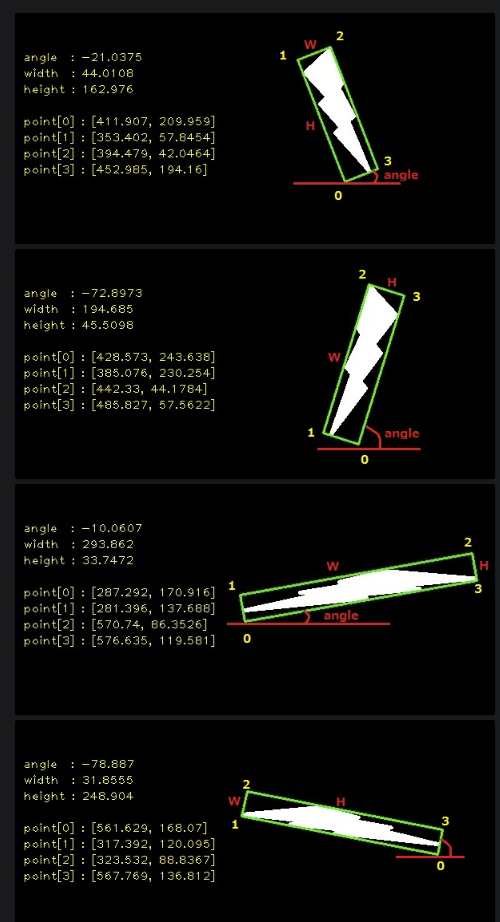 angle : -21.0375
width : 44.0108
height : 162.976
point[0] : [411.907, 209.959]
point[1] : [353.402, 57.8454]
point[2] : [394.479, 42.0464]
point[3] : [452.985, 194.16]
W
2
1
H
3
angle
0
angle : -72.8973
width : 194.685
height : 45.5098
point[0] : [428.573, 243.638]
point[1] : [385.076, 230.254]
point[2] : [442.33, 44.1784]
point[3] : [485.827, 57.5622]
2
H
3
W
1
angle
0
angle : -10.0607
width : 293.862
height : 33.7472
point[0] : [287.292, 170.916]
point[1] : [281.396, 137.688]
point[2] : [570.74, 86.3526]
point[3] : [576.635, 119.581]
2
W
H
1
3
angle
0
angle : -78.887
width : 31.8555
height : 248.904
point[0] : [561.629, 168.07]
point[1] : [317.392, 120.095]
point[2] : [323.532, 88.8367]
point[3] : [567.769, 136.812]
2
W
H
1
3
0